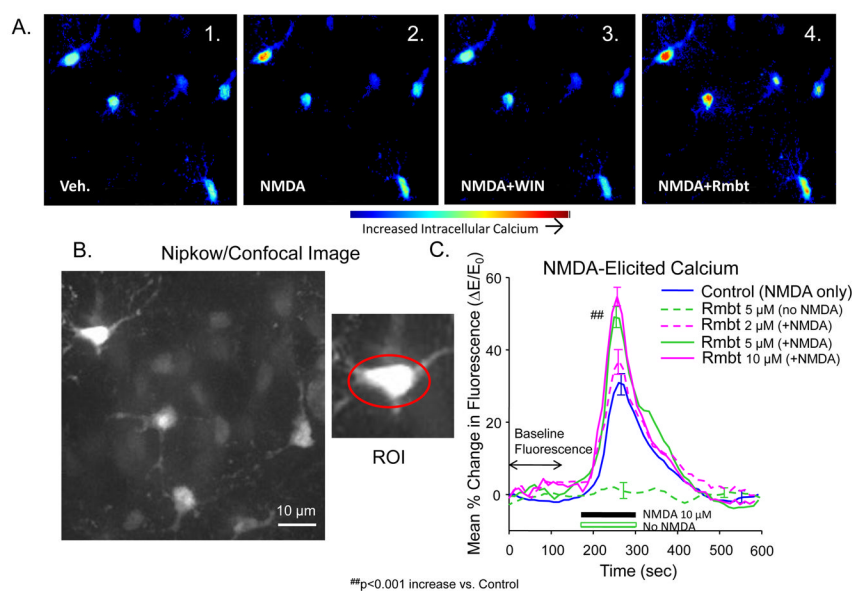 A.
1.
2.
3.
4.
Veh.
NMDA
NMDA+WIN
NMDA+Rmbt
Increased Intracellular Calcium
B.
Nipkow/Confocal Image
10 µm
ROI
C.
NMDA-Elicited Calcium
Mean % Change in Fluorescence (ΔE/E₀)
60
40
20
0
Control (NMDA only)
Rmbt 5 µM (no NMDA)
Rmbt 2 µM (+NMDA)
Rmbt 5 µM (+NMDA)
Rmbt 10 µM (+NMDA)
##
Baseline
Fluorescence
NMDA 10 µM
No NMDA
0 100 200 300 400 500 600
Time (sec)
##p<0.001 increase vs. Control